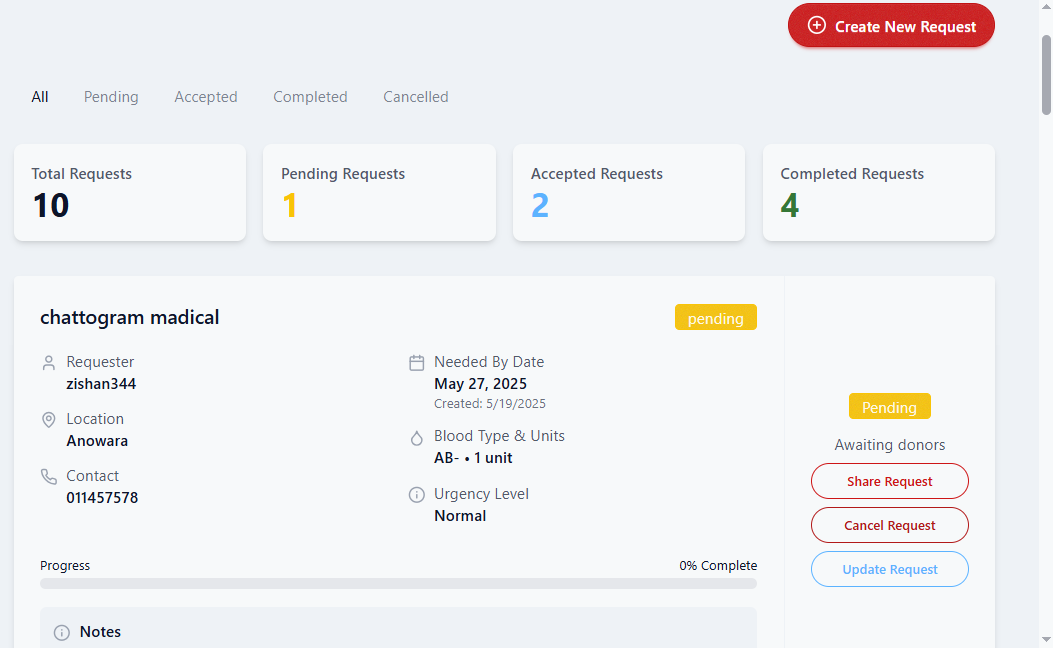 Create New Request
All Pending Accepted Completed Cancelled
Total Requests
10
Pending Requests
1
Accepted Requests
2
Completed Requests
4
chattogram madical
pending
Requester
zishan344
Location
Anowara
Contact
011457578
Needed By Date
May 27, 2025
Created: 5/19/2025
Blood Type & Units
AB- • 1 unit
Urgency Level
Normal
Progress 0% Complete
Notes
Pending
Awaiting donors
Share Request
Cancel Request
Update Request